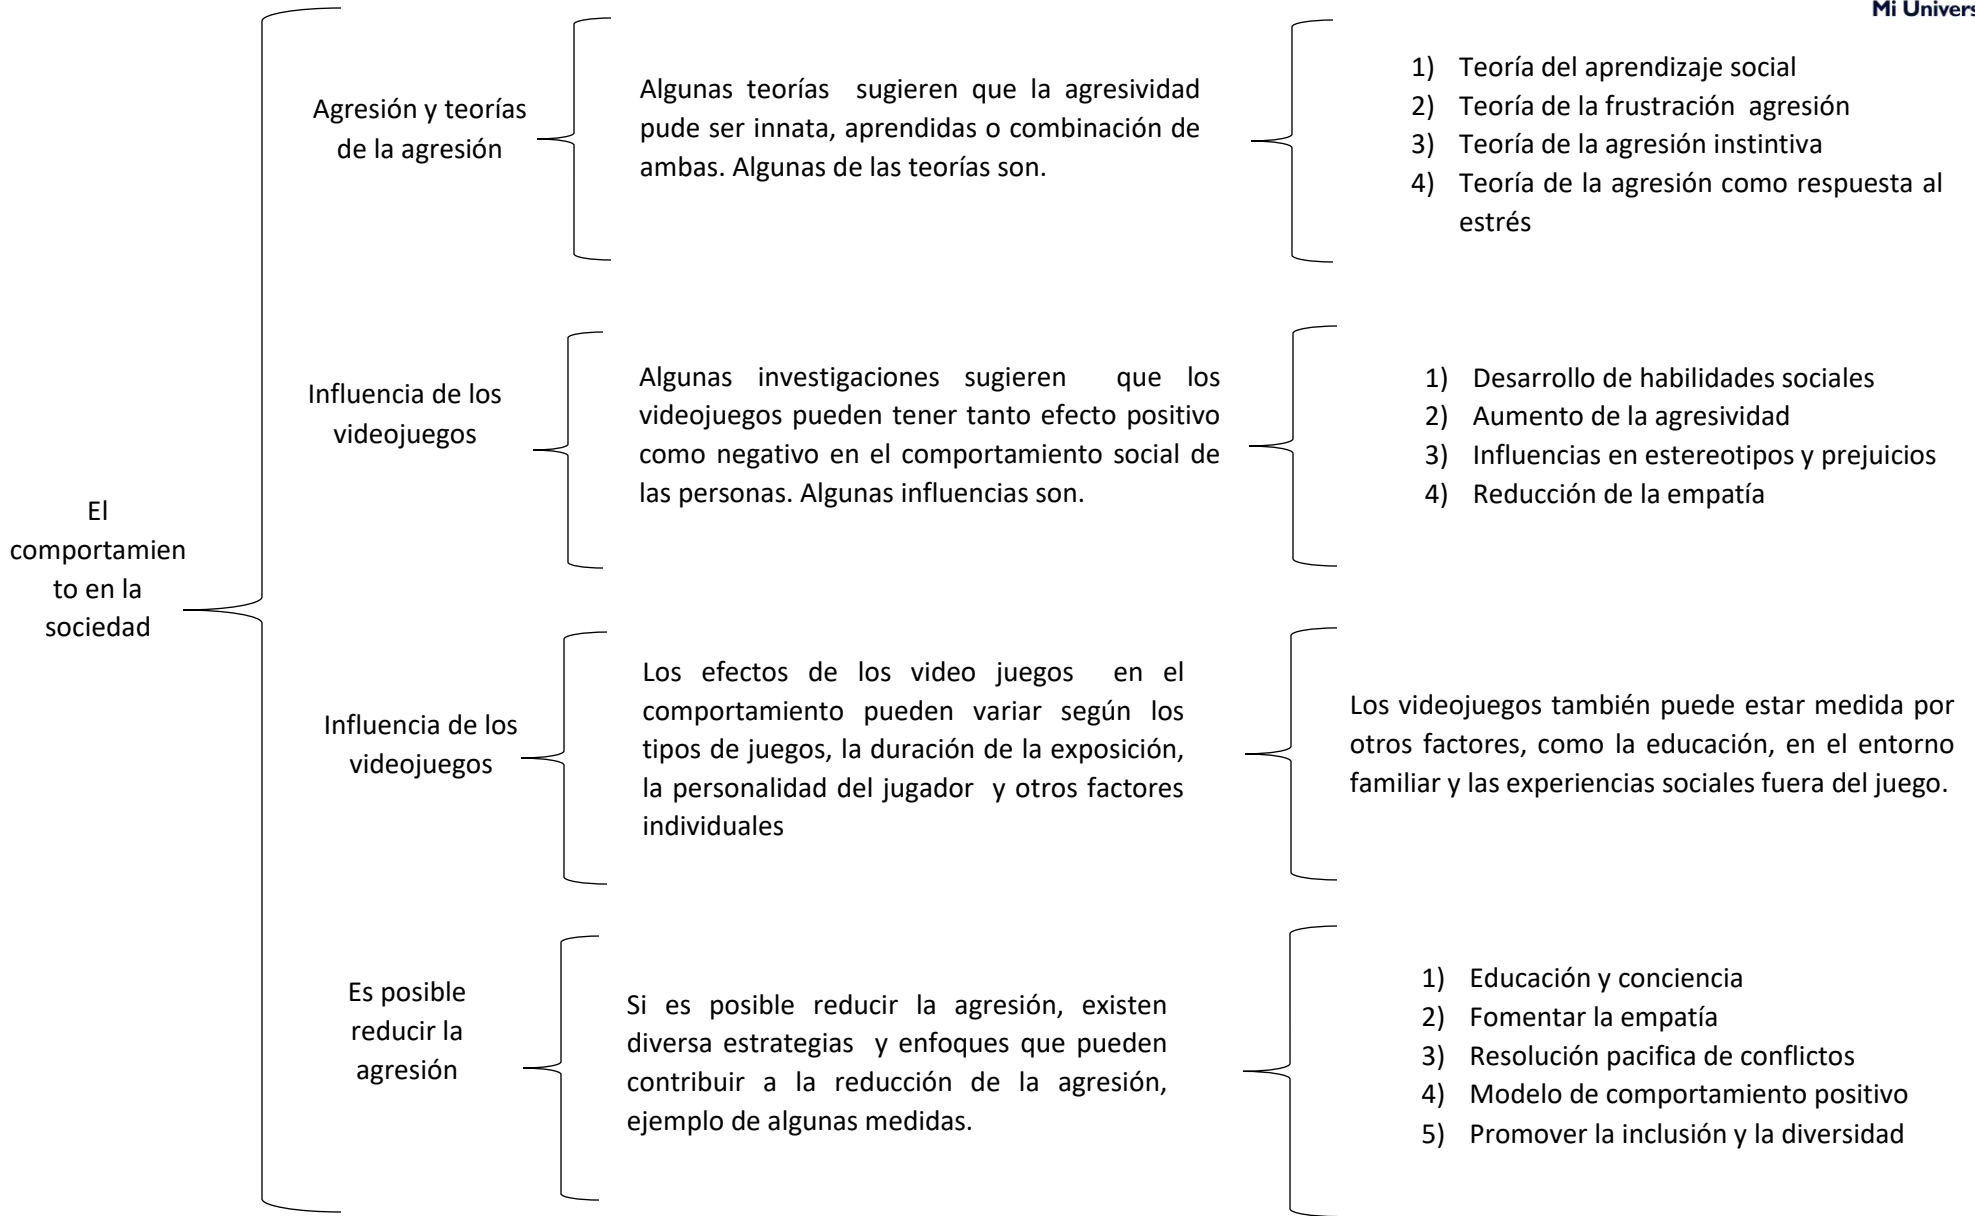 Mi Univers
El
comportamien
to en la
sociedad
Agresión y teorías
de la agresión
Algunas teorías sugieren que la agresividad
pude ser innata, aprendidas o combinación de
ambas. Algunas de las teorías son.
1) Teoría del aprendizaje social
2) Teoría de la frustración agresión
3) Teoría de la agresión instintiva
4) Teoría de la agresión como respuesta al
estrés
Influencia de los
videojuegos
Algunas investigaciones sugieren que los
videojuegos pueden tener tanto efecto positivo
como negativo en el comportamiento social de
las personas. Algunas influencias son.
1) Desarrollo de habilidades sociales
2) Aumento de la agresividad
3) Influencias en estereotipos y prejuicios
4) Reducción de la empatía
Influencia de los
videojuegos
Los efectos de los video juegos en el
comportamiento pueden variar según los
tipos de juegos, la duración de la exposición,
la personalidad del jugador y otros factores
individuales
Los videojuegos también puede estar medida por
otros factores, como la educación, en el entorno
familiar y las experiencias sociales fuera del juego.
Es posible
reducir la
agresión
Si es posible reducir la agresión, existen
diversa estrategias y enfoques que pueden
contribuir a la reducción de la agresión,
ejemplo de algunas medidas.
1) Educación y conciencia
2) Fomentar la empatía
3) Resolución pacifica de conflictos
4) Modelo de comportamiento positivo
5) Promover la inclusión y la diversidad